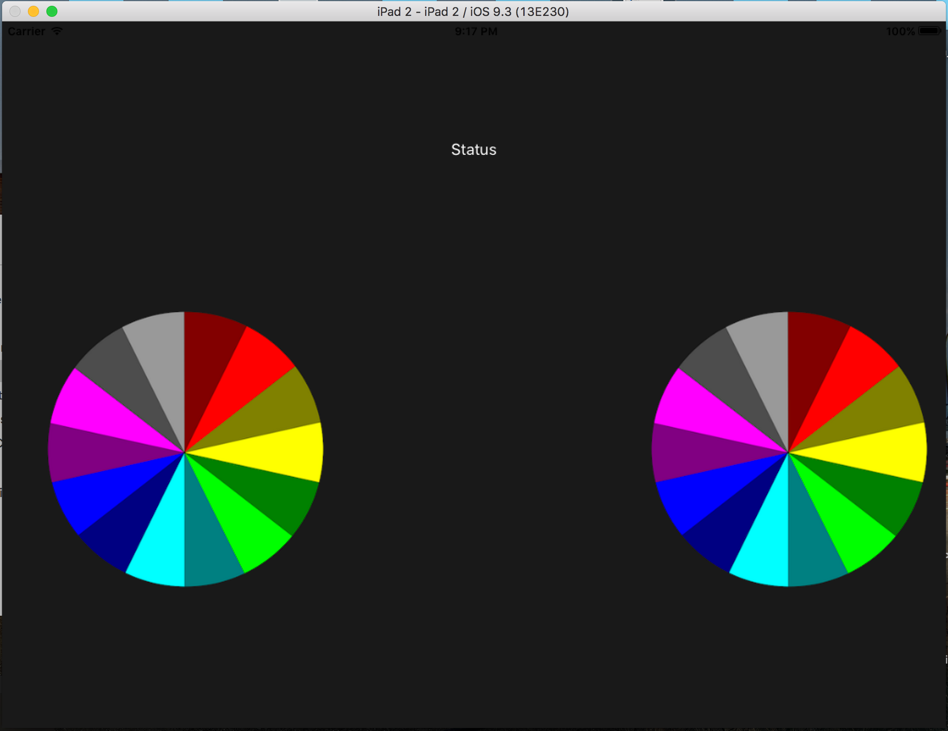 iPad 2 - iPad 2 / iOS 9.3 (13E230)
Carrier 9:17 PM 100%
Status